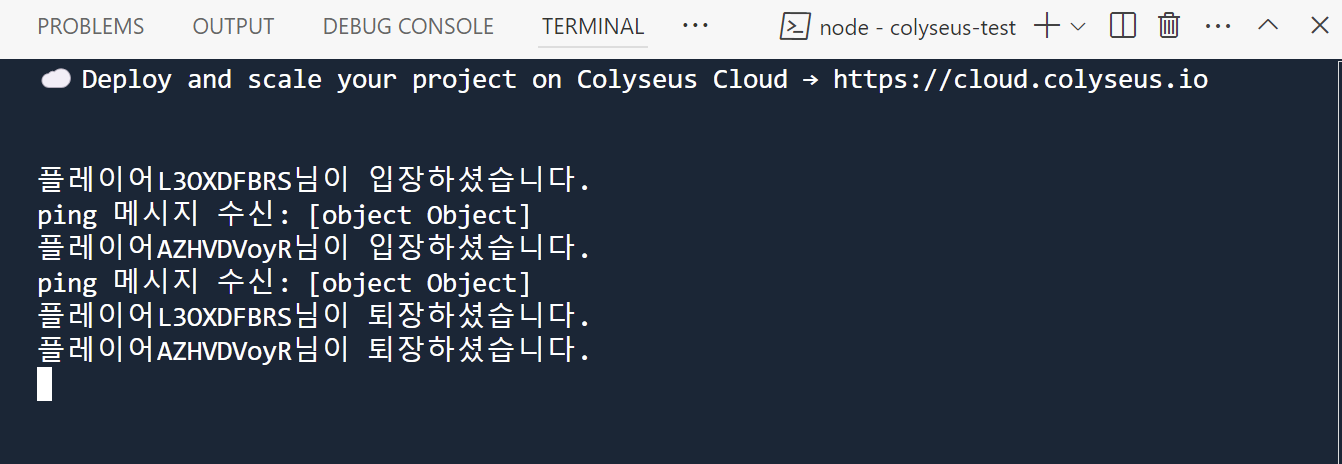 PROBLEMS OUTPUT DEBUG CONSOLE TERMINAL ··· node - colyseus-test ···
Deploy and scale your project on Colyseus Cloud → https://cloud.colyseus.io
플레이어L3OXDFBRS님이 입장하셨습니다.
ping 메시지 수신: [object Object]
플레이어AZHVDVoyR님이 입장하셨습니다.
ping 메시지 수신: [object Object]
플레이어L3OXDFBRS님이 퇴장하셨습니다.
플레이어AZHVDVoyR님이 퇴장하셨습니다.